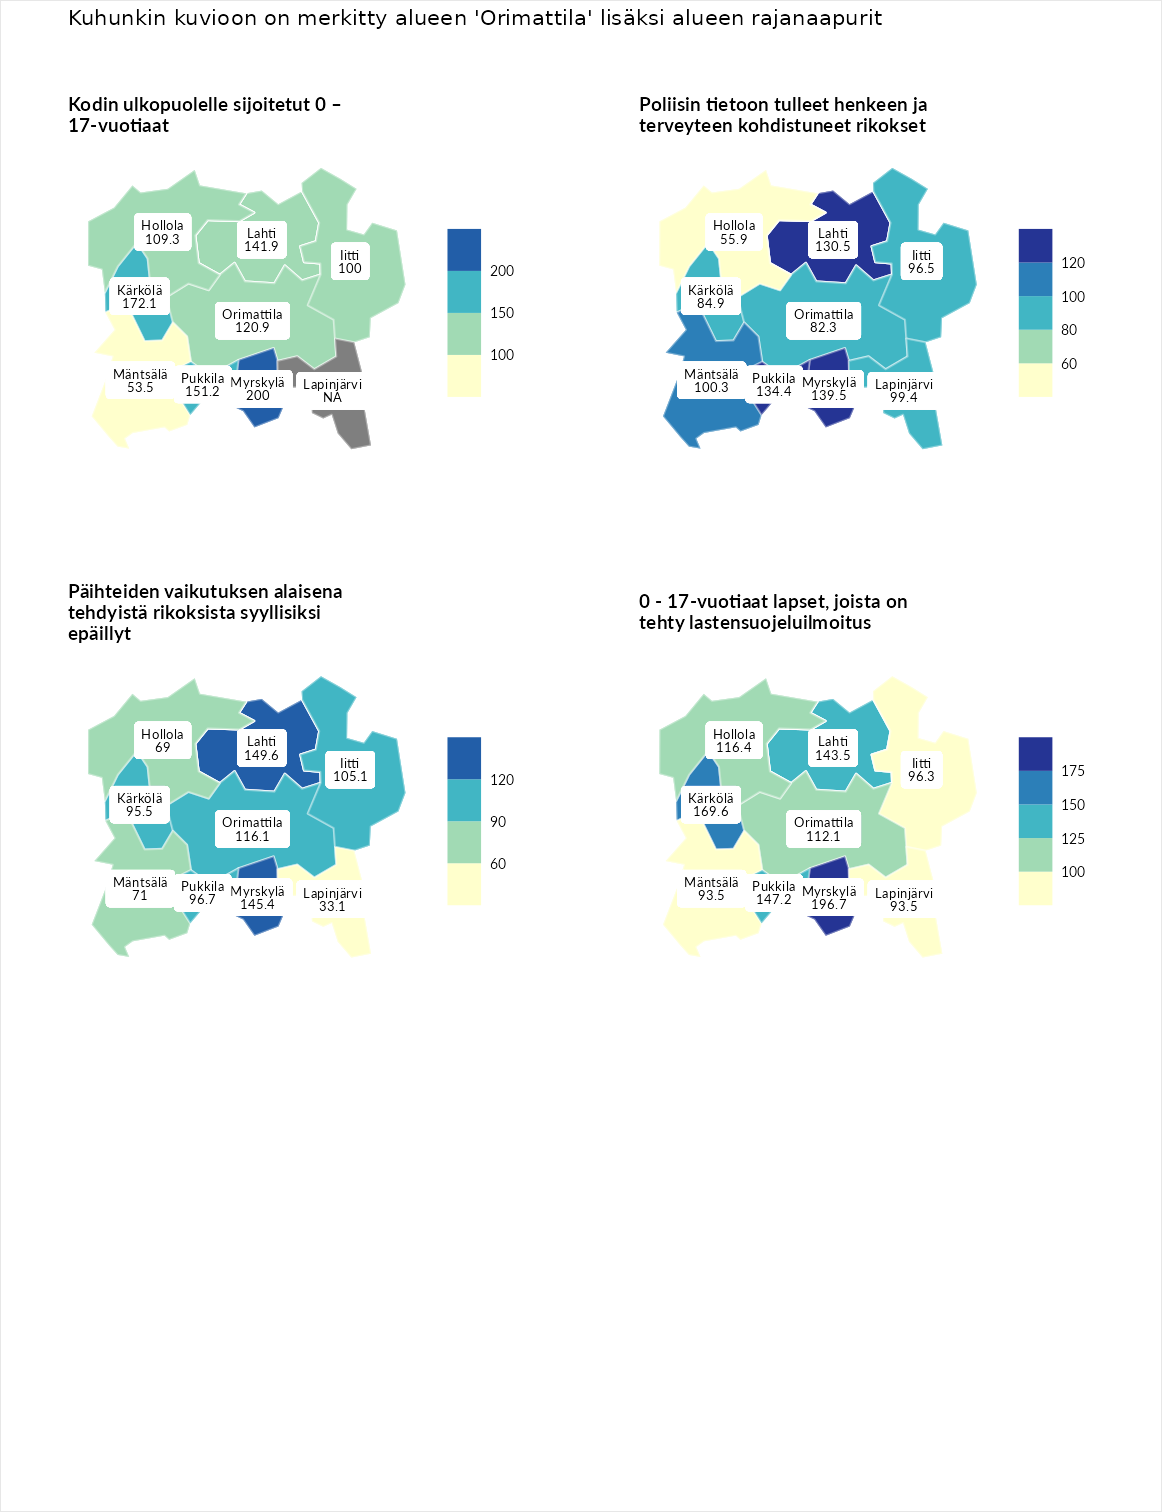 Kuhunkin kuvioon on merkitty alueen 'Orimattila' lisäksi alueen rajanaapurit
Kodin ulkopuolelle sijoitetut 0 –
17-vuotiaat
Hollola
109.3
Lahti
141.9
Iitti
100
Kärkölä
172.1
Orimattila
120.9
Mäntsälä
53.5
Pukkila
151.2
Myrskylä
200
Lapinjärvi
NA
200
150
100
Poliisin tietoon tulleet henkeen ja
terveyteen kohdistuneet rikokset
Hollola
55.9
Lahti
130.5
Iitti
96.5
Kärkölä
84.9
Orimattila
82.3
Mäntsälä
100.3
Pukkila
134.4
Myrskylä
139.5
Lapinjärvi
99.4
120
100
80
60
Päihteiden vaikutuksen alaisena
tehdyistä rikoksista syyllisiksi
epäillyt
Hollola
69
Lahti
149.6
Iitti
105.1
Kärkölä
95.5
Orimattila
116.1
Mäntsälä
71
Pukkila
96.7
Myrskylä
145.4
Lapinjärvi
33.1
120
90
60
0 - 17-vuotiaat lapset, joista on
tehty lastensuojeluilmoitus
Hollola
116.4
Lahti
143.5
Iitti
96.3
Kärkölä
169.6
Orimattila
112.1
Mäntsälä
93.5
Pukkila
147.2
Myrskylä
196.7
Lapinjärvi
93.5
175
150
125
100